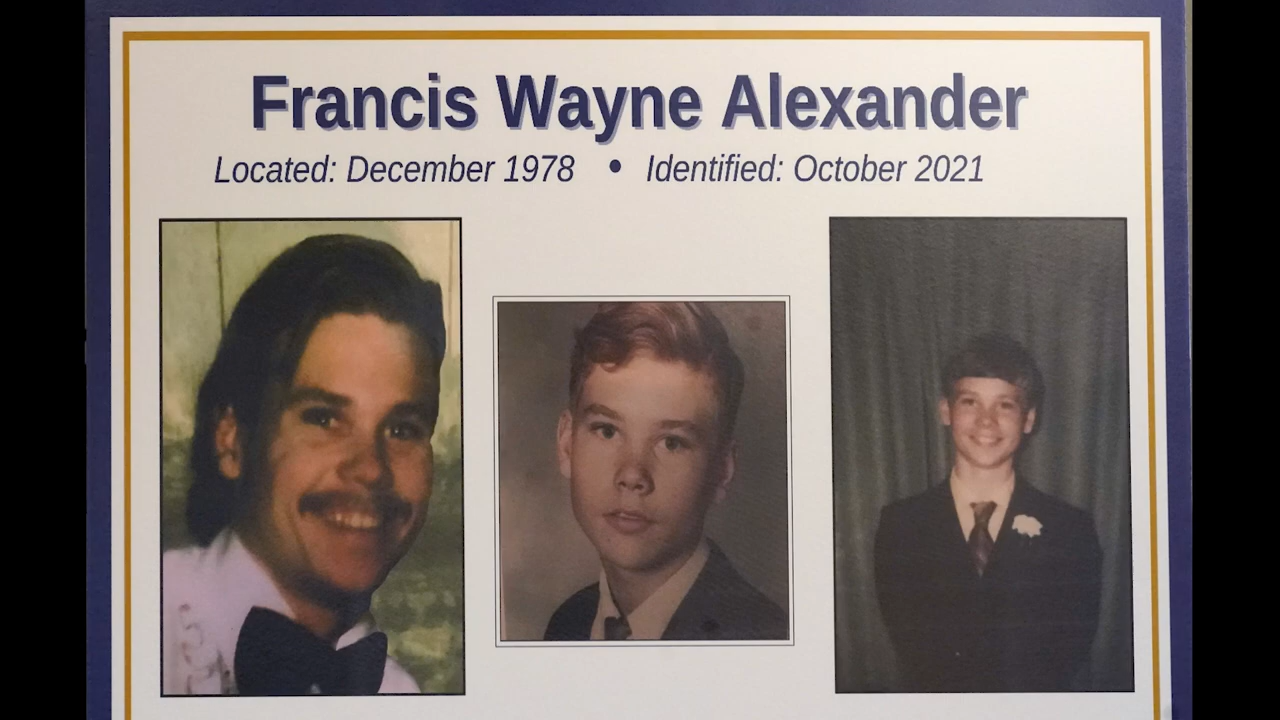 Francis Wayne Alexander
Located: December 1978 • Identified: October 2021